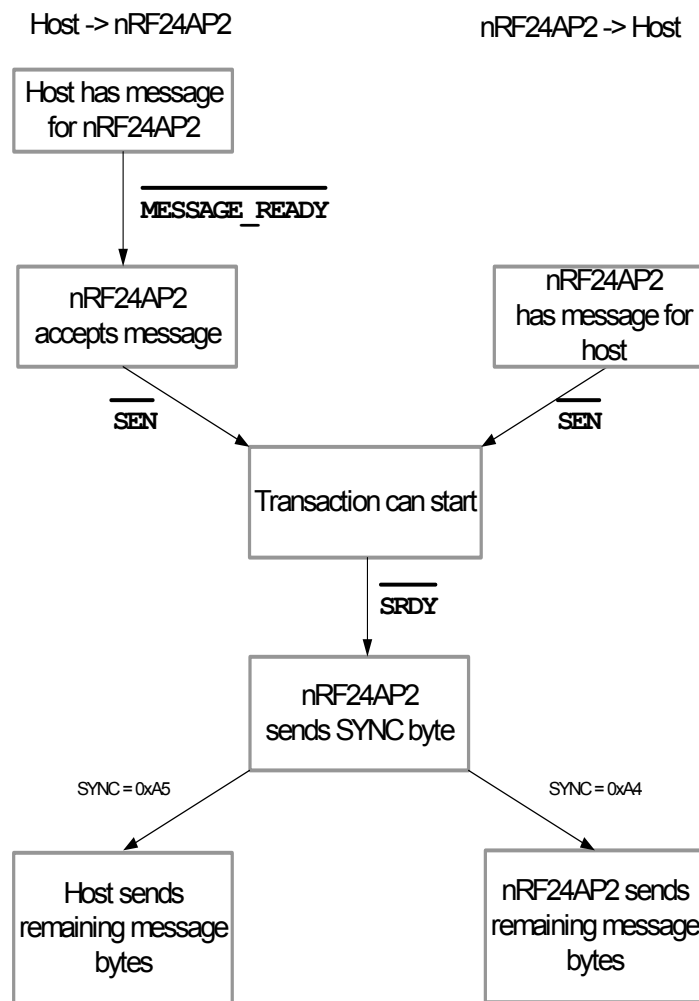 Host -> nRF24AP2
nRF24AP2 -> Host
Host has message
for nRF24AP2
MESSAGE_READY
nRF24AP2
accepts message
nRF24AP2
has message for
host
SEN
SEN
Transaction can start
SRDY
nRF24AP2
sends SYNC byte
SYNC = 0xA5
SYNC = 0xA4
Host sends
remaining message
bytes
nRF24AP2 sends
remaining message
bytes